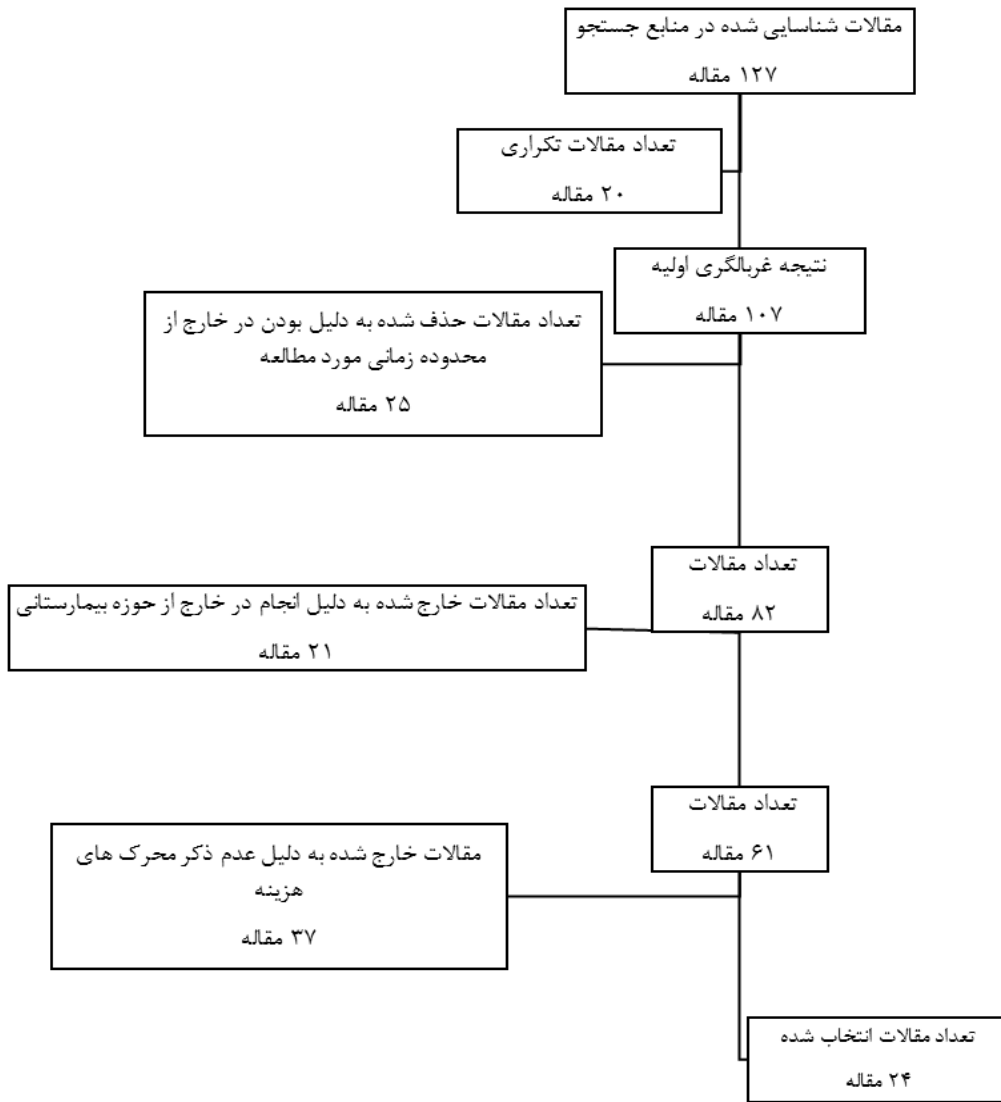 مقالات شناسایی شده در منابع جستجو
۱۲۷ مقاله
تعداد مقالات تکراری
۲۰ مقاله
نتیجه غربالگری اولیه
۱۰۷ مقاله
تعداد مقالات حذف شده به دلیل بودن در خارج از
محدوده زمانی مورد مطالعه
۲۵ مقاله
تعداد مقالات
۸۲ مقاله
تعداد مقالات خارج شده به دلیل انجام در خارج از حوزه بیمارستانی
۲۱ مقاله
تعداد مقالات
۶۱ مقاله
مقالات خارج شده به دلیل عدم ذکر محرک های
هزینه
۳۷ مقاله
تعداد مقالات انتخاب شده
۲۴ مقاله